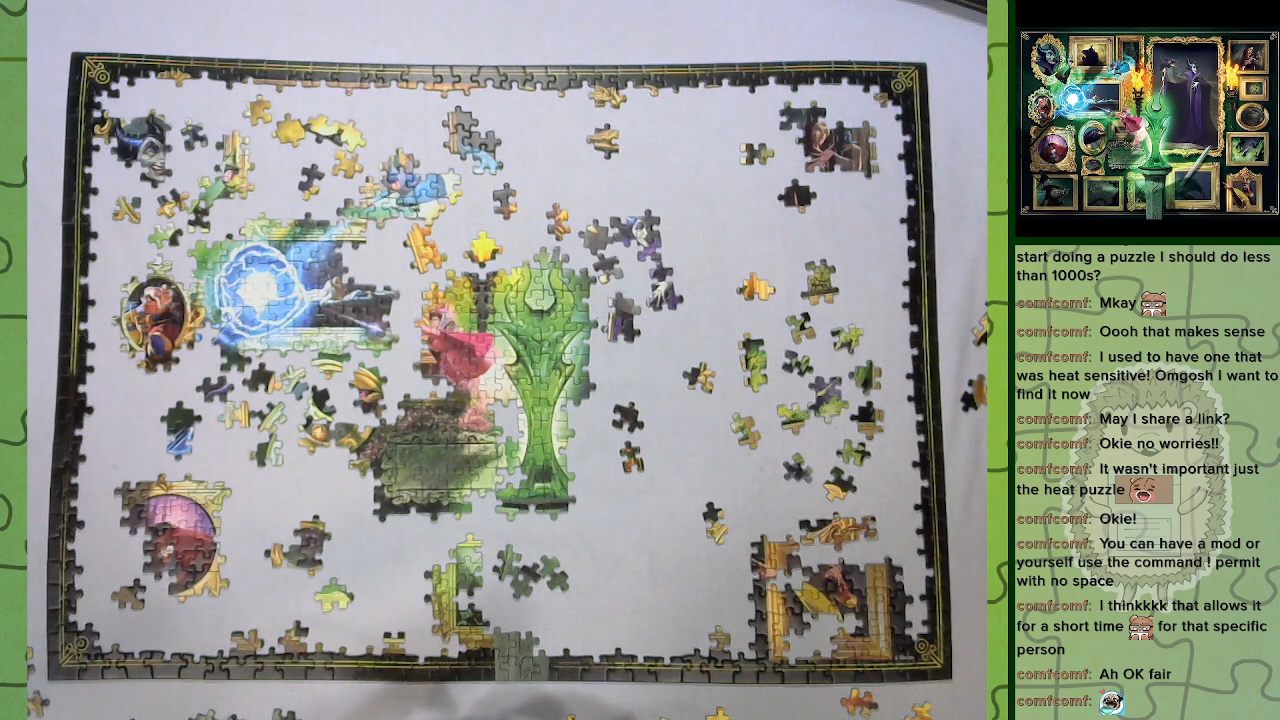 start doing a puzzle I should do less
than 1000s?
comfcomf: Mkay
comfcomf: Oooh that makes sense
comfcomf: I used to have one that
was heat sensitive! Omgosh I want to
find it now
comfcomf: May I share a link?
comfcomf: Okie no worries!!
comfcomf: It wasn't important just
the heat puzzle
comfcomf: Okie!
comfcomf: You can have a mod or
yourself use the command ! permit
with no space
comfcomf: I thinkkkk that allows it
for a short time for that specific
person
comfcomf: Ah OK fair
comfcomf: